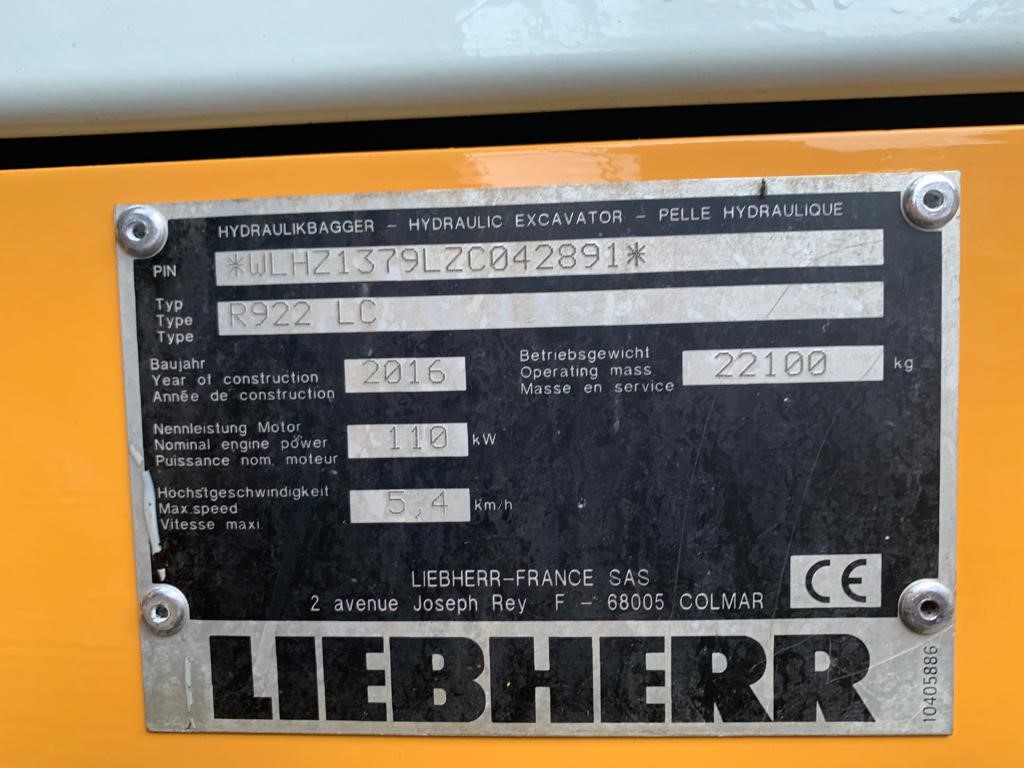 HYDRAULIKBAGGER - HYDRAULIC EXCAVATOR - PELLE HYDRAULIQUE
PIN *WLHZ1379LZC042891*
Typ
Type R922 LC
Type
Baujahr
Year of construction 2016
Année de construction
Betriebsgewicht
Operating mass 22100 kg
Masse en service
Nennleistung Motor
Nominal engine power 110 kW
Puissance nom. moteur
Höchstgeschwindigkeit
Max.speed 5,4 Km/h
Vitesse maxi.
LIEBHERR-FRANCE SAS
2 avenue Joseph Rey F - 68005 COLMAR
CE
LIEBHERR
10405886